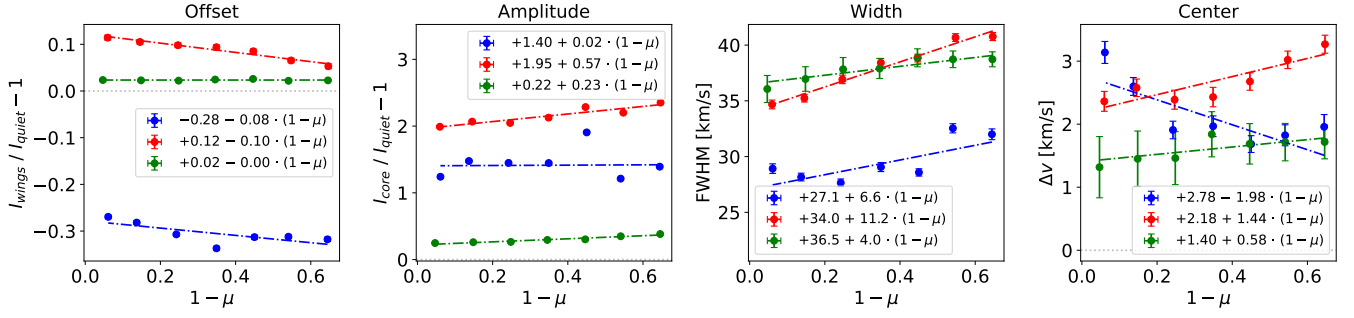 Offset
I_wings / I_quiet − 1
0.1
0.0
−0.1
−0.2
−0.3
−0.28 − 0.08 · (1−μ)
+0.12 − 0.10 · (1−μ)
+0.02 − 0.00 · (1−μ)
0.0 0.2 0.4 0.6
1 − μ
Amplitude
I_core / I_quiet − 1
3
2
1
0
+1.40 + 0.02 · (1−μ)
+1.95 + 0.57 · (1−μ)
+0.22 + 0.23 · (1−μ)
0.0 0.2 0.4 0.6
1 − μ
Width
FWHM [km/s]
40
35
30
25
+27.1 + 6.6 · (1−μ)
+34.0 + 11.2 · (1−μ)
+36.5 + 4.0 · (1−μ)
0.0 0.2 0.4 0.6
1 − μ
Center
Δv [km/s]
3
2
1
0
+2.78 − 1.98 · (1−μ)
+2.18 + 1.44 · (1−μ)
+1.40 + 0.58 · (1−μ)
0.0 0.2 0.4 0.6
1 − μ